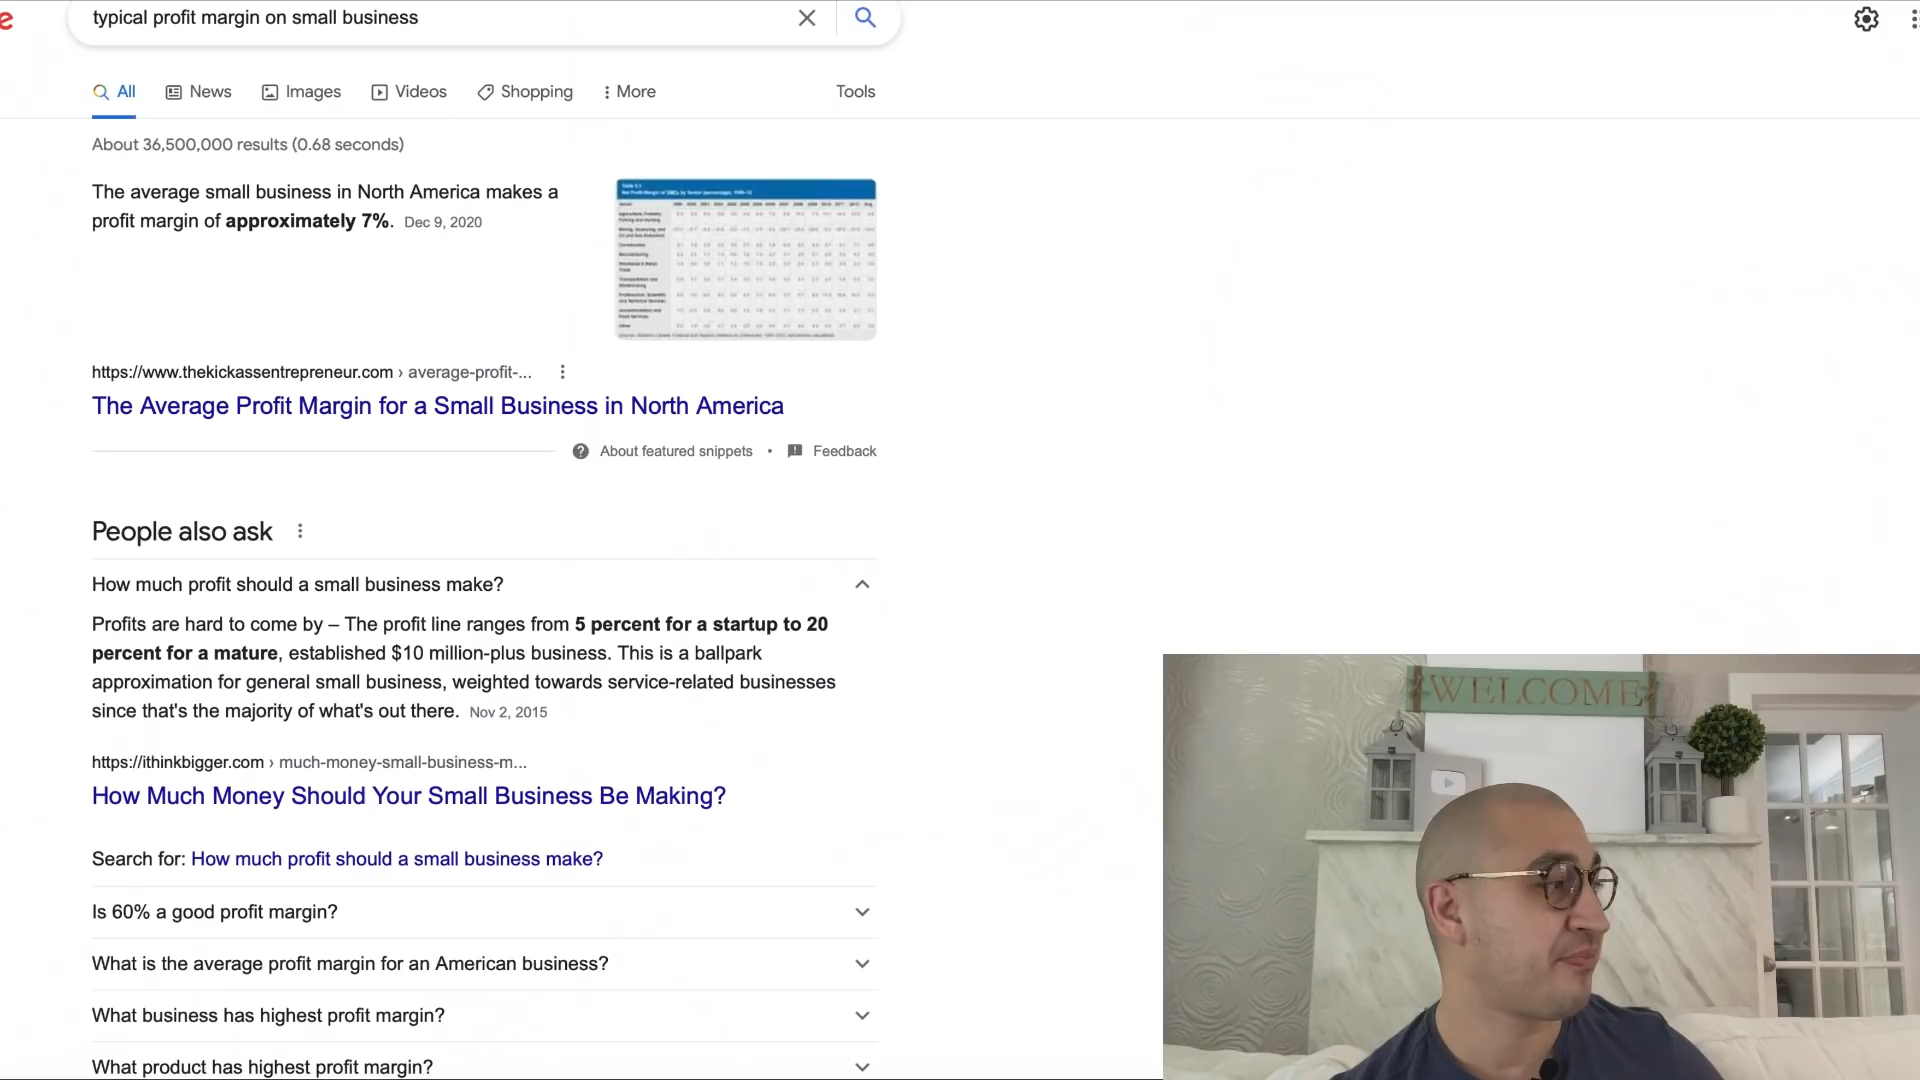 typical profit margin on small business
All
News
Images
Videos
Shopping
More
Tools
About 36,500,000 results (0.68 seconds)
The average small business in North America makes a
profit margin of approximately 7%. Dec 9, 2020
https://www.thekickassentrepreneur.com › average-profit-...
The Average Profit Margin for a Small Business in North America
About featured snippets • Feedback
People also ask
How much profit should a small business make?
Profits are hard to come by – The profit line ranges from 5 percent for a startup to 20
percent for a mature, established $10 million-plus business. This is a ballpark
approximation for general small business, weighted towards service-related businesses
since that's the majority of what's out there. Nov 2, 2015
https://ithinkbigger.com › much-money-small-business-m...
How Much Money Should Your Small Business Be Making?
Search for: How much profit should a small business make?
Is 60% a good profit margin?
What is the average profit margin for an American business?
What business has highest profit margin?
What product has highest profit margin?
WELCOME